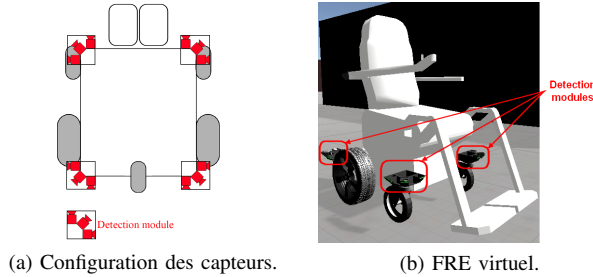 Detection
modules
Detection module
(a) Configuration des capteurs.
(b) FRE virtuel.